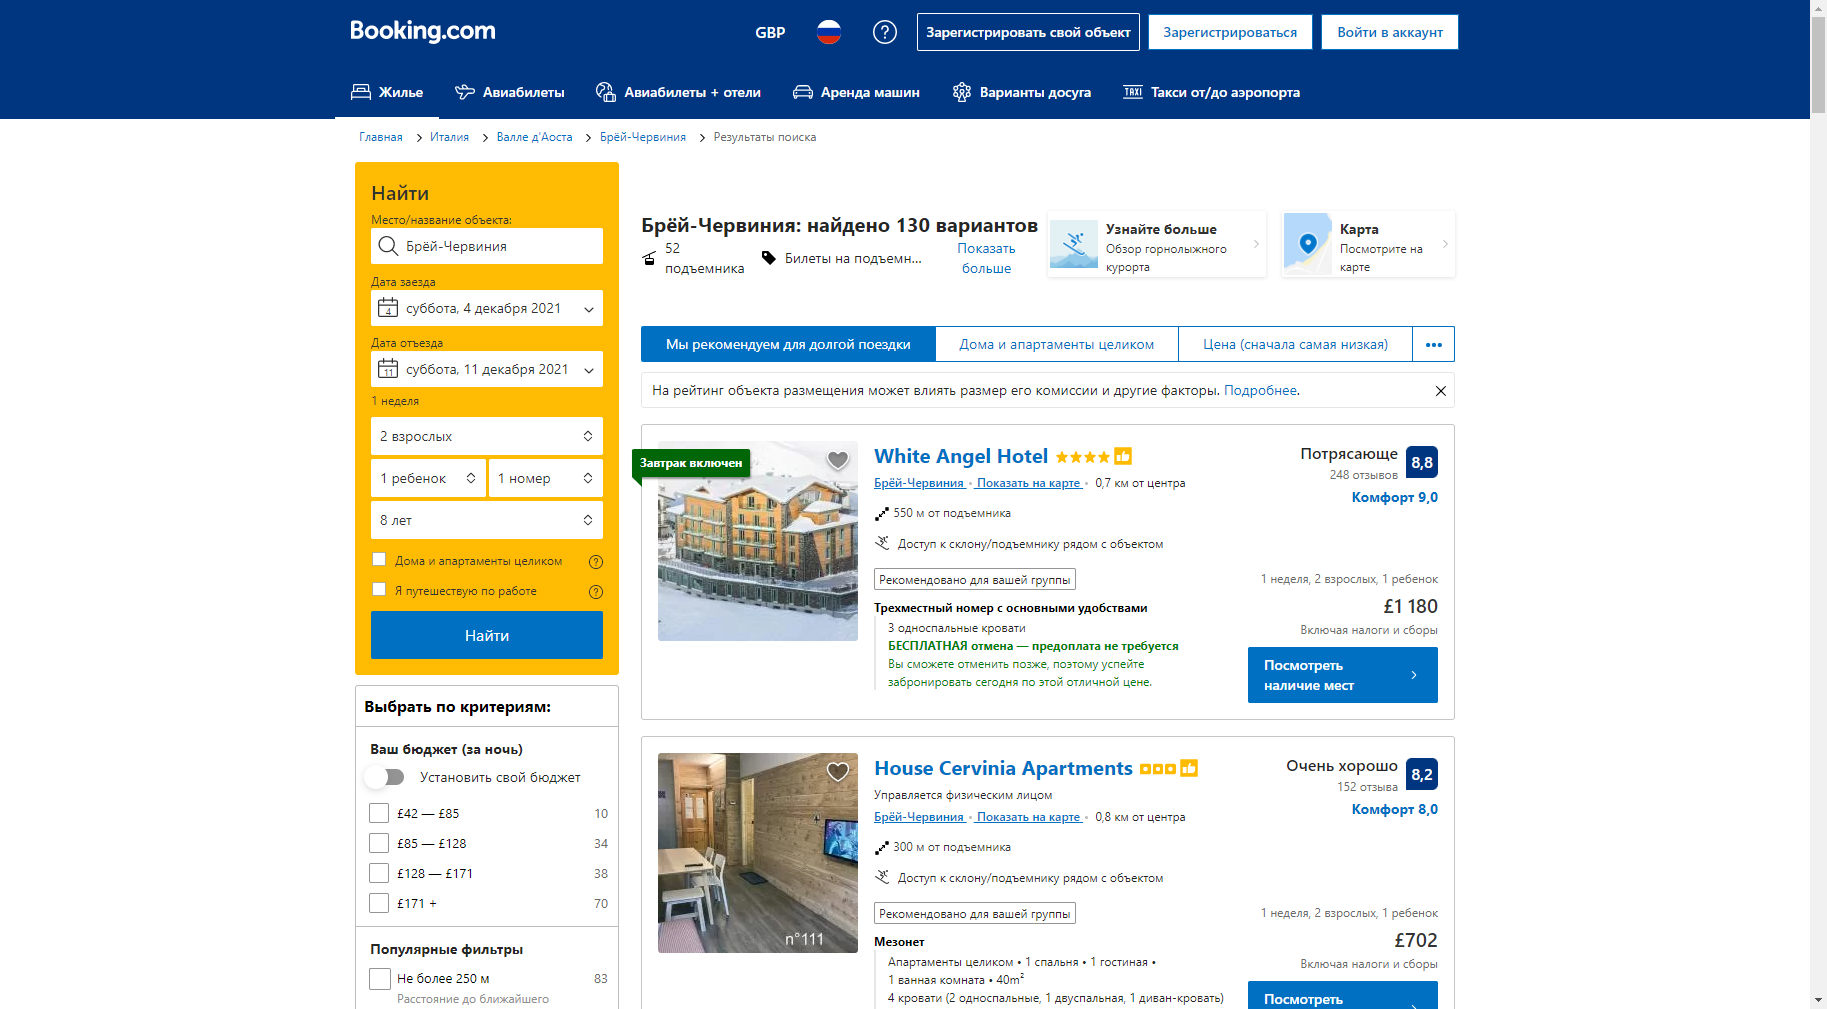 Booking.com
GBP
Зарегистрировать свой объект
Зарегистрироваться
Войти в аккаунт
Жилье
Авиабилеты
Авиабилеты + отели
Аренда машин
Варианты досуга
TAXI
Такси от/до аэропорта
Главная
Италия
Валле д'Аоста
Брёй-Червиния
Результаты поиска
Найти
Место/название объекта:
Брёй-Червиния
Дата заезда
4
суббота, 4 декабря 2021
Дата отъезда
11
суббота, 11 декабря 2021
1 неделя
2 взрослых
1 ребенок
1 номер
8 лет
Дома и апартаменты целиком
Я путешествую по работе
Найти
Выбрать по критериям:
Ваш бюджет (за ночь)
Установить свой бюджет
£42 — £85 10
£85 — £128 34
£128 — £171 38
£171 + 70
Популярные фильтры
Не более 250 м 83
Расстояние до ближайшего
Брёй-Червиния: найдено 130 вариантов
52
подъемника
Билеты на подъемн...
Показать
больше
Узнайте больше
Обзор горнолыжного
курорта
Карта
Посмотрите на
карте
Мы рекомендуем для долгой поездки
Дома и апартаменты целиком
Цена (сначала самая низкая)
На рейтинг объекта размещения может влиять размер его комиссии и другие факторы. Подробнее.
Завтрак включен
White Angel Hotel
Брёй-Червиния • Показать на карте • 0,7 км от центра
550 м от подъемника
Доступ к склону/подъемнику рядом с объектом
Рекомендовано для вашей группы
Трехместный номер с основными удобствами
3 односпальные кровати
БЕСПЛАТНАЯ отмена — предоплата не требуется
Вы сможете отменить позже, поэтому успейте
забронировать сегодня по этой отличной цене.
Потрясающе
8,8
248 отзывов
Комфорт 9,0
1 неделя, 2 взрослых, 1 ребенок
£1 180
Включая налоги и сборы
Посмотреть
наличие мест
n°111
House Cervinia Apartments
Управляется физическим лицом
Брёй-Червиния • Показать на карте • 0,8 км от центра
300 м от подъемника
Доступ к склону/подъемнику рядом с объектом
Рекомендовано для вашей группы
Мезонет
Апартаменты целиком • 1 спальня • 1 гостиная •
1 ванная комната • 40m²
4 кровати (2 односпальные, 1 двуспальная, 1 диван-кровать)
Очень хорошо
8,2
152 отзыва
Комфорт 8,0
1 неделя, 2 взрослых, 1 ребенок
£702
Включая налоги и сборы
Посмотреть